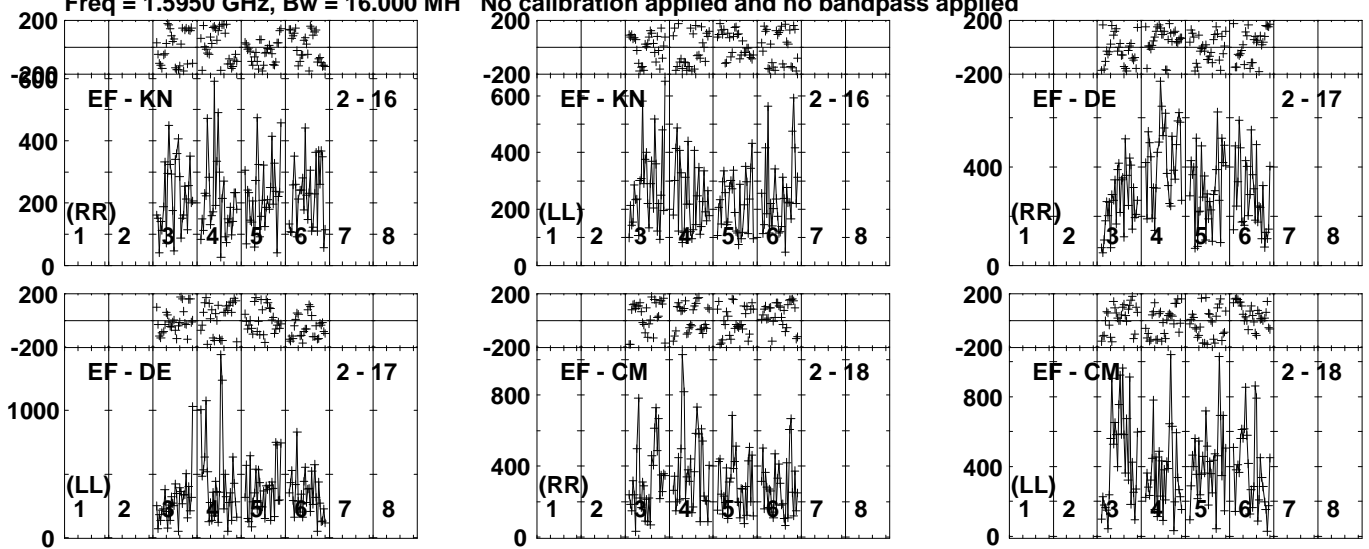 Freq = 1.5950 GHz, Bw = 16.000 MH No calibration applied and no bandpass applied
200
-200
600
400
200
0
EF - KN 2 - 16
(RR)
1 2 3 4 5 6 7 8
200
-200
600
400
200
0
EF - KN 2 - 16
(LL)
1 2 3 4 5 6 7 8
200
-200
400
0
EF - DE 2 - 17
(RR)
1 2 3 4 5 6 7 8
200
-200
1000
0
EF - DE 2 - 17
(LL)
1 2 3 4 5 6 7 8
200
-200
800
400
0
EF - CM 2 - 18
(RR)
1 2 3 4 5 6 7 8
200
-200
800
400
0
EF - CM 2 - 18
(LL)
1 2 3 4 5 6 7 8